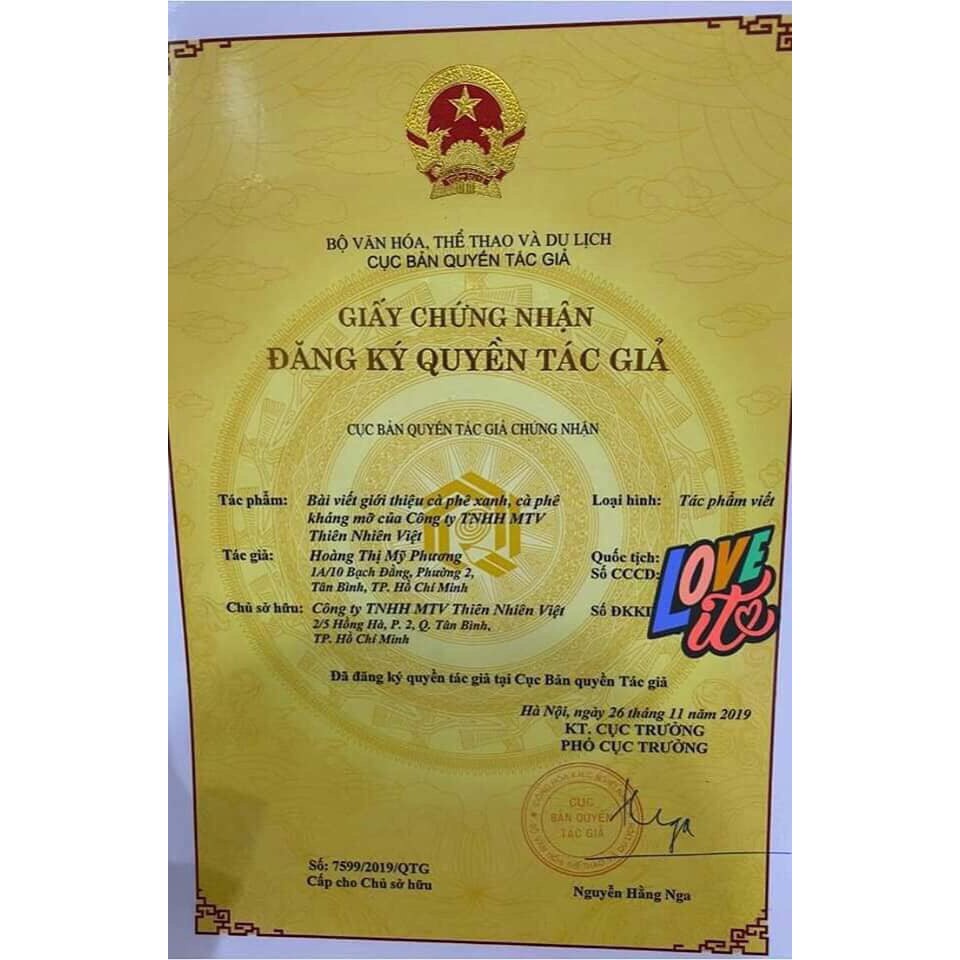 BỘ VĂN HÓA, THỂ THAO VÀ DU LỊCH
CỤC BẢN QUYỀN TÁC GIẢ
GIẤY CHỨNG NHẬN
ĐĂNG KÝ QUYỀN TÁC GIẢ
CỤC BẢN QUYỀN TÁC GIẢ CHỨNG NHẬN
Tác phẩm: Bài viết giới thiệu cà phê xanh, cà phê Loại hình: Tác phẩm viết
kháng mỡ của Công ty TNHH MTV
Thiên Nhiên Việt
Tác giả: Hoàng Thị Mỹ Phương Quốc tịch:
1A/10 Bạch Đằng, Phường 2, Số CCCD:
Tân Bình, TP. Hồ Chí Minh
LOVE
it
Chủ sở hữu: Công ty TNHH MTV Thiên Nhiên Việt Số ĐKK
2/5 Hồng Hà, P. 2, Q. Tân Bình,
TP. Hồ Chí Minh
Đã đăng ký quyền tác giả tại Cục Bản quyền Tác giả
Hà Nội, ngày 26 tháng 11 năm 2019
KT. CỤC TRƯỞNG
PHÓ CỤC TRƯỞNG
CỤC
BẢN QUYỀN
TÁC GIẢ
Nga
Số: 7599/2019/QTG
Cấp cho Chủ sở hữu
Nguyễn Hằng Nga